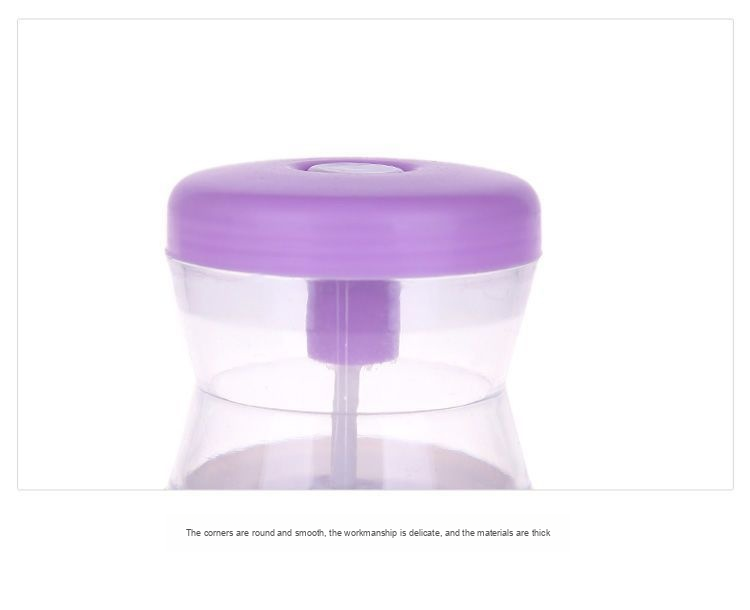 The corners are round and smooth, the workmanship is delicate, and the materials are thick